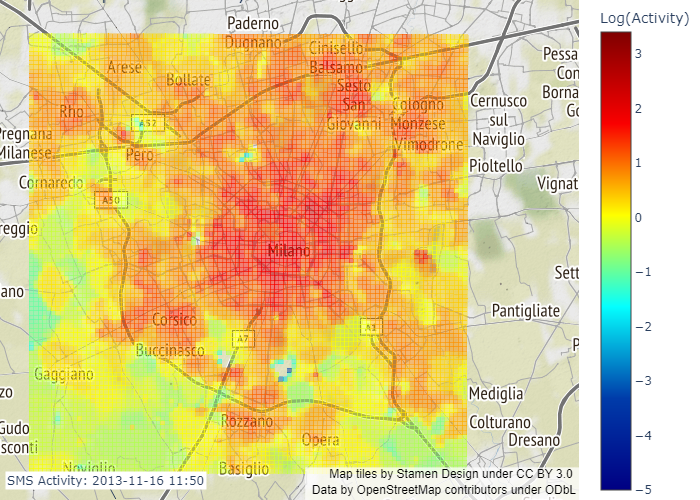 Paderno
Dugnano
Cinisello
Balsamo
Arese
Bollate
Sesto
San
Giovanni
Cologno
Monzese
Vimodrone
Rho
A52
Pero
Pregnana
Milanese
Cornaredo
A50
reggio
ano
Milano
Cernusco
sul
Naviglio
Pioltello
Vignat
Pessa
Con
Borna
Go
Sett
Pantigliate
P
Corsico
Buccinasco
A7
Gaggiano
zo
Gudo
sconti
Rozzano
Opera
Basiglio
Noviglio
Mediglia
Colturano
Dresano
SMS Activity: 2013-11-16 11:50
Map tiles by Stamen Design under CC BY 3.0
Data by OpenStreetMap contributors under ODbL
Log(Activity)
3
2
1
0
−1
−2
−3
−4
−5